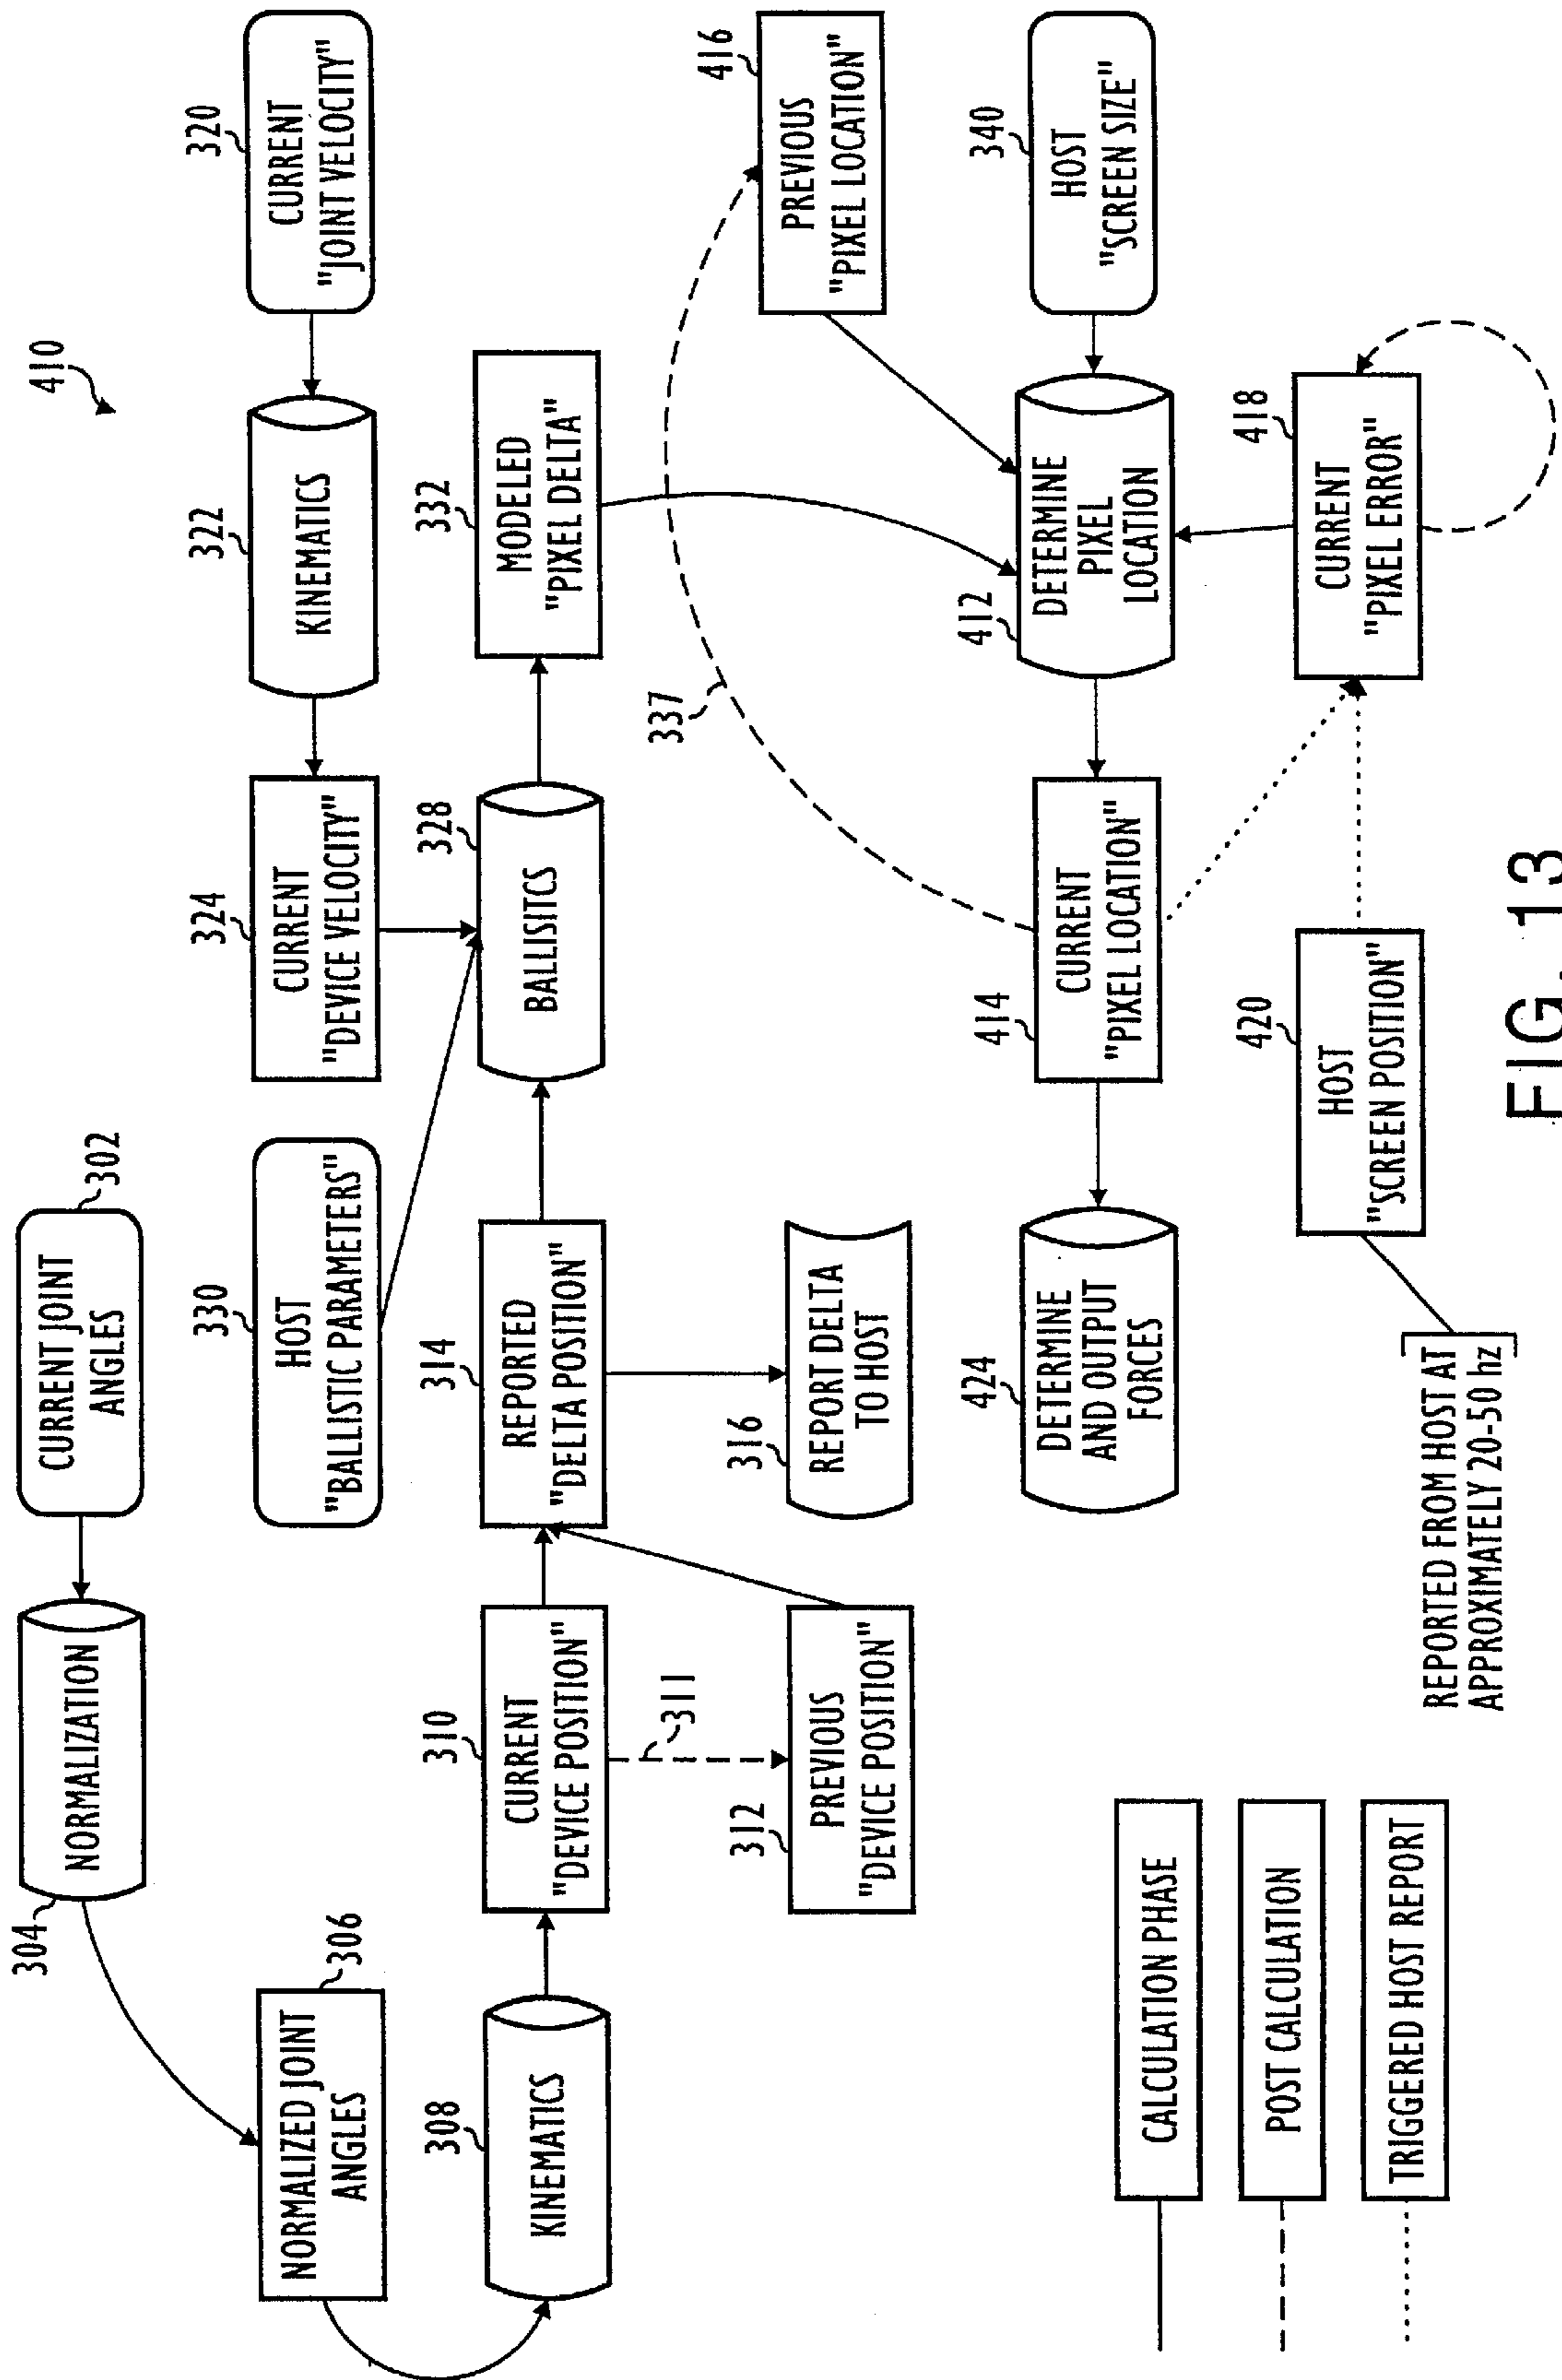 410
302
CURRENT JOINT
ANGLES
304
NORMALIZATION
306
NORMALIZED JOINT
ANGLES
308
KINEMATICS
310
CURRENT
"DEVICE POSITION"
311
312
PREVIOUS
"DEVICE POSITION"
314
REPORTED
"DELTA POSITION"
316
REPORT DELTA
TO HOST
330
HOST
"BALLISTIC PARAMETERS"
324
CURRENT
"DEVICE VELOCITY"
322
KINEMATICS
320
CURRENT
"JOINT VELOCITY"
328
BALLISITCS
332
MODELED
"PIXEL DELTA"
337
416
PREVIOUS
"PIXEL LOCATION"
340
HOST
"SCREEN SIZE"
412
DETERMINE
PIXEL
LOCATION
414
CURRENT
"PIXEL LOCATION"
418
CURRENT
"PIXEL ERROR"
424
DETERMINE
AND OUTPUT
FORCES
420
HOST
"SCREEN POSITION"
REPORTED FROM HOST AT
APPROXIMATELY 20-50 hz
CALCULATION PHASE
POST CALCULATION
TRIGGERED HOST REPORT
FIG. 13